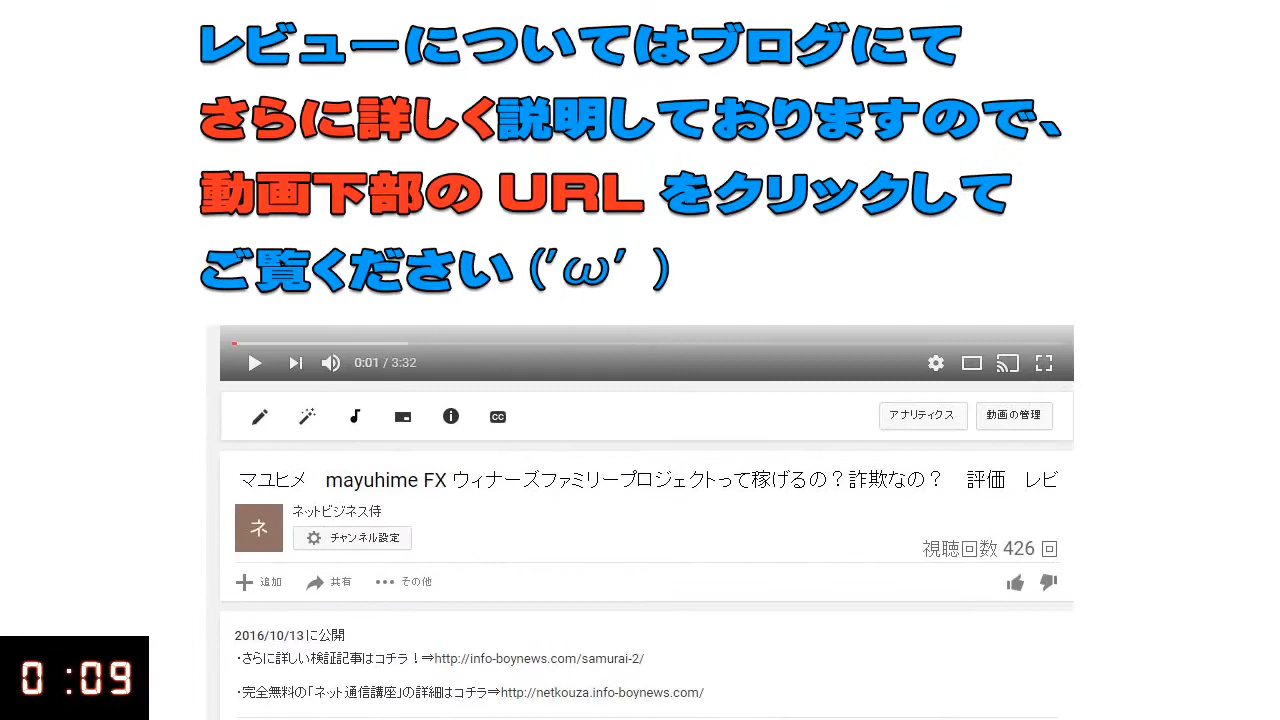 レビューについてはブログにて
さらに詳しく説明しておりますので、
動画下部の URL をクリックして
ご覧ください ('ω' )
0:01 / 3:32
CC
アナリティクス 動画の管理
マユヒメ　mayuhime FX ウィナーズファミリープロジェクトって稼げるの？詐欺なの？　評価　レビ
ネ ネットビジネス侍
チャンネル設定
視聴回数 426 回
追加 共有 その他
2016/10/13 に公開
・さらに詳しい検証記事はコチラ！⇒http://info-boynews.com/samurai-2/
・完全無料の「ネット通信講座」の詳細はコチラ⇒http://netkouza.info-boynews.com/
0:09